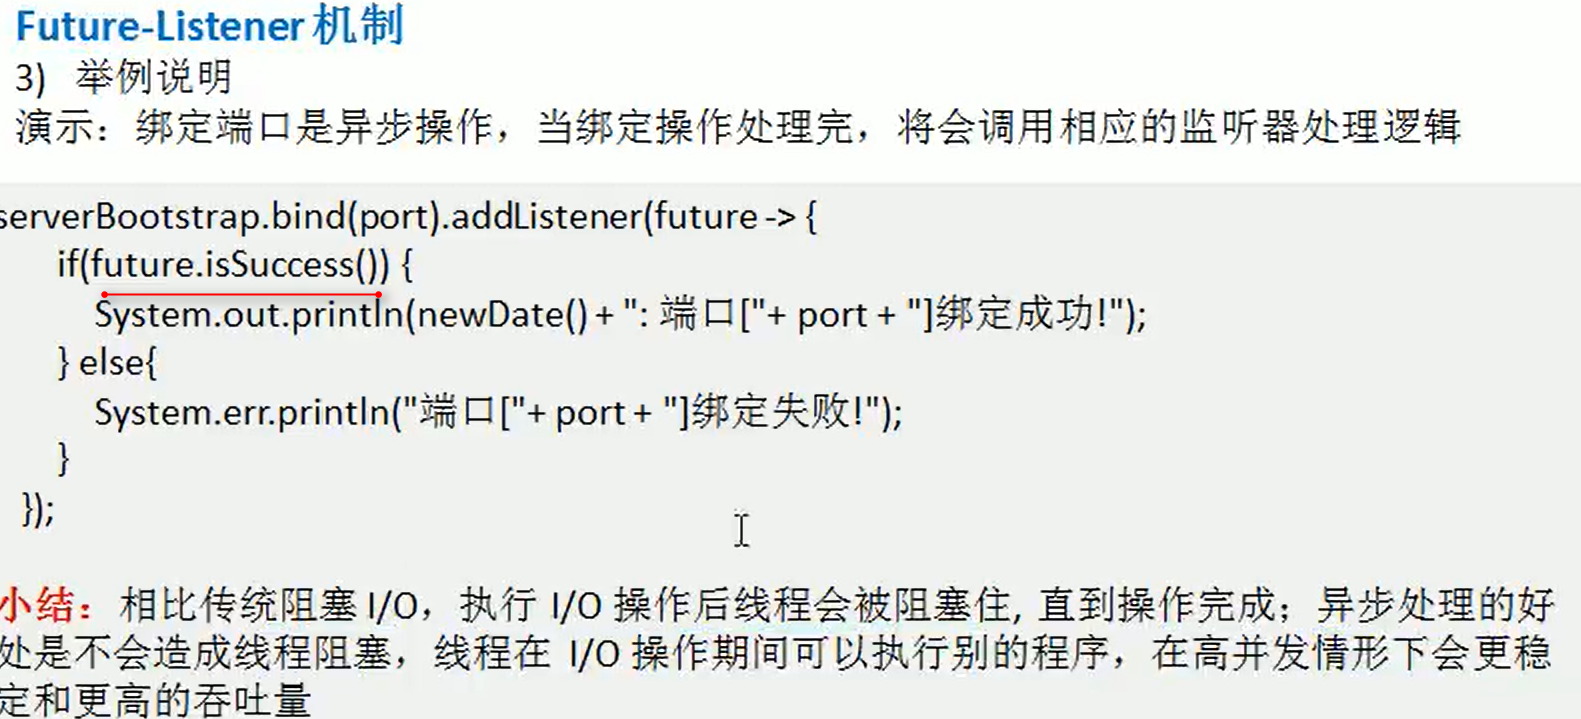 Future-Listener 机制
3) 举例说明
演示：绑定端口是异步操作，当绑定操作处理完，将会调用相应的监听器处理逻辑
serverBootstrap.bind(port).addListener(future -> {
if(future.isSuccess()) {
System.out.println(newDate() + ": 端口["+ port + "]绑定成功!");
} else{
System.err.println("端口["+ port + "]绑定失败!");
}
});
小结：相比传统阻塞 I/O，执行 I/O 操作后线程会被阻塞住, 直到操作完成；异步处理的好
处是不会造成线程阻塞，线程在 I/O 操作期间可以执行别的程序，在高并发情形下会更稳
定和更高的吞吐量